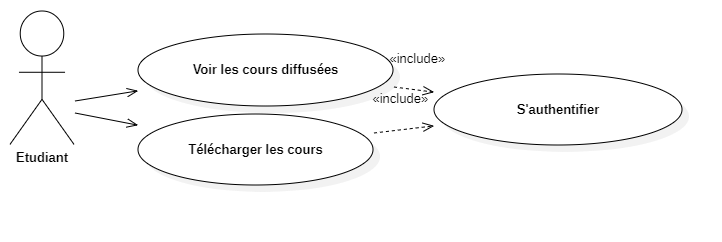 «include»
Voir les cours diffusées
«include»
S'authentifier
Télécharger les cours
Etudiant